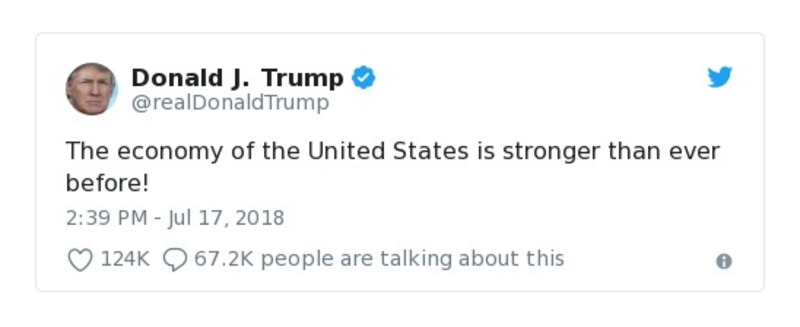 Donald J. Trump
@realDonaldTrump
The economy of the United States is stronger than ever
before!
2:39 PM - Jul 17, 2018
124K 67.2K people are talking about this